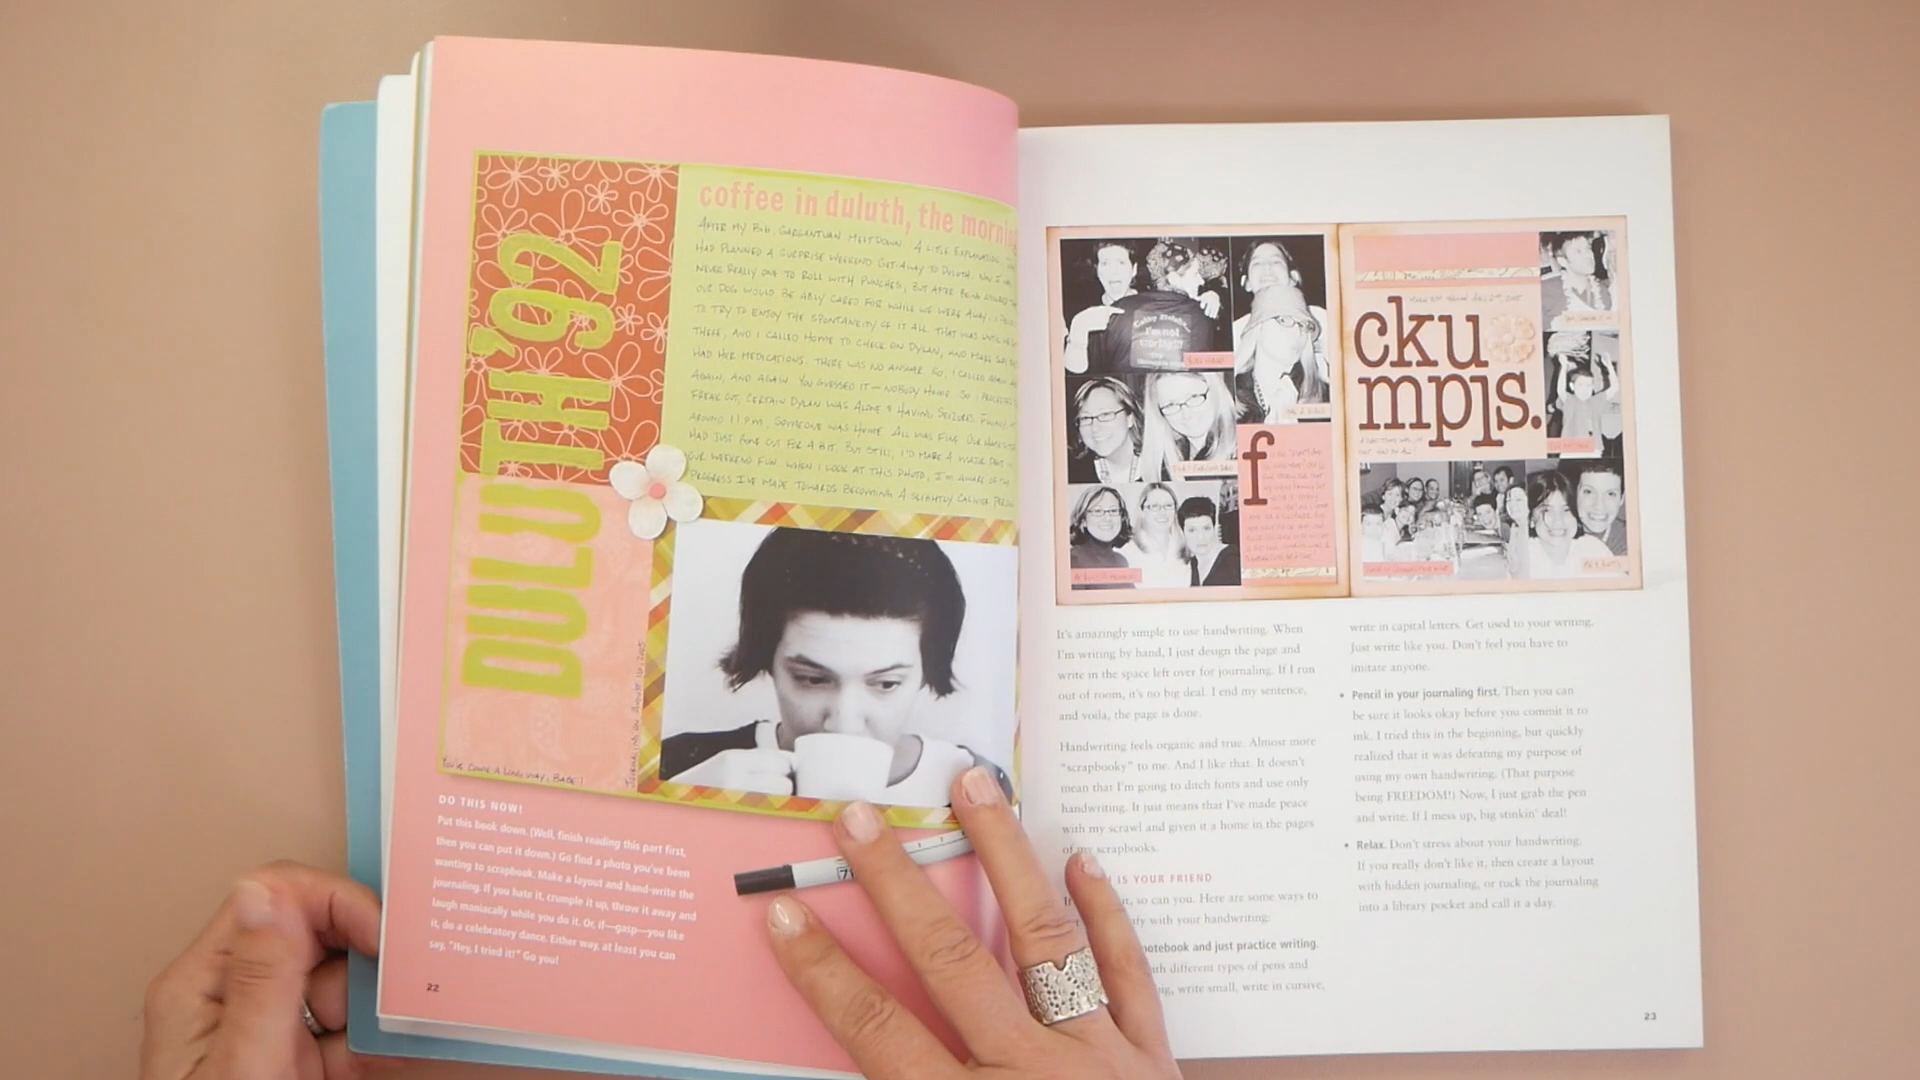 DULUTH '92
coffee in duluth, the mornin
AFTER MY BIG, GARGANTUAN MELTDOWN. A LITTLE EXPLANATION
HAD PLANNED A SURPRISE WEEKEND GET-AWAY TO DULUTH. NOW I
NEVER REALLY ONE TO ROLL WITH PUNCHES, BUT AFTER BEING
OUR DOG WOULD BE ABLY CARED FOR WHILE WE WERE AWAY, I
TO TRY TO ENJOY THE SPONTANEITY OF IT ALL. THAT WAS UNTIL WE
THERE, AND I CALLED HOME TO CHECK ON DYLAN, AND MAKE SURE
HAD HER MEDICATIONS. THERE WAS NO ANSWER. SO, I CALLED AGAIN
AGAIN, AND AGAIN. YOU GUESSED IT—NOBODY HOME. SO I
FREAK OUT, CERTAIN DYLAN WAS ALONE & HAVING SEIZURES. FINALLY,
AROUND 11 P.M. SOMEONE WAS HOME. ALL WAS FINE. OUR
HAD JUST GONE OUT FOR A BIT. BUT STILL, I'D MADE A MAJOR DENT IN
OUR WEEKEND FUN. WHEN I LOOK AT THIS PHOTO, I'M AWARE OF THE
PROGRESS I'VE MADE TOWARDS BECOMING A SLIGHTLY CALMER
JOURNALING ON AUGUST 16, 2005
YOU'VE COME A LONG WAY, BABE!
DO THIS NOW!
Put this book down. (Well, finish reading this part first,
then you can put it down.) Go find a photo you've been
wanting to scrapbook. Make a layout and hand-write the
journaling. If you hate it, crumple it up, throw it away and
laugh maniacally while you do it. Or, if—gasp—you like
it, do a celebratory dance. Either way, at least you can
say, "Hey, I tried it!" Go you!
22
I'm not
f
cku
mpls.
It's amazingly simple to use handwriting. When
I'm writing by hand, I just design the page and
write in the space left over for journaling. If I run
out of room, it's no big deal. I end my sentence,
and voila, the page is done.
Handwriting feels organic and true. Almost more
"scrapbooky" to me. And I like that. It doesn't
mean that I'm going to ditch fonts and use only
handwriting. It just means that I've made peace
with my scrawl and given it a home in the pages
of my scrapbooks.
IS YOUR FRIEND
so can you. Here are some ways to
with your handwriting:
notebook and just practice writing.
with different types of pens and
big, write small, write in cursive,
write in capital letters. Get used to your writing.
Just write like you. Don't feel you have to
imitate anyone.
• Pencil in your journaling first. Then you can
be sure it looks okay before you commit it to
ink. I tried this in the beginning, but quickly
realized that it was defeating my purpose of
using my own handwriting. (That purpose
being FREEDOM!) Now, I just grab the pen
and write. If I mess up, big stinkin' deal!
• Relax. Don't stress about your handwriting.
If you really don't like it, then create a layout
with hidden journaling, or tuck the journaling
into a library pocket and call it a day.
23